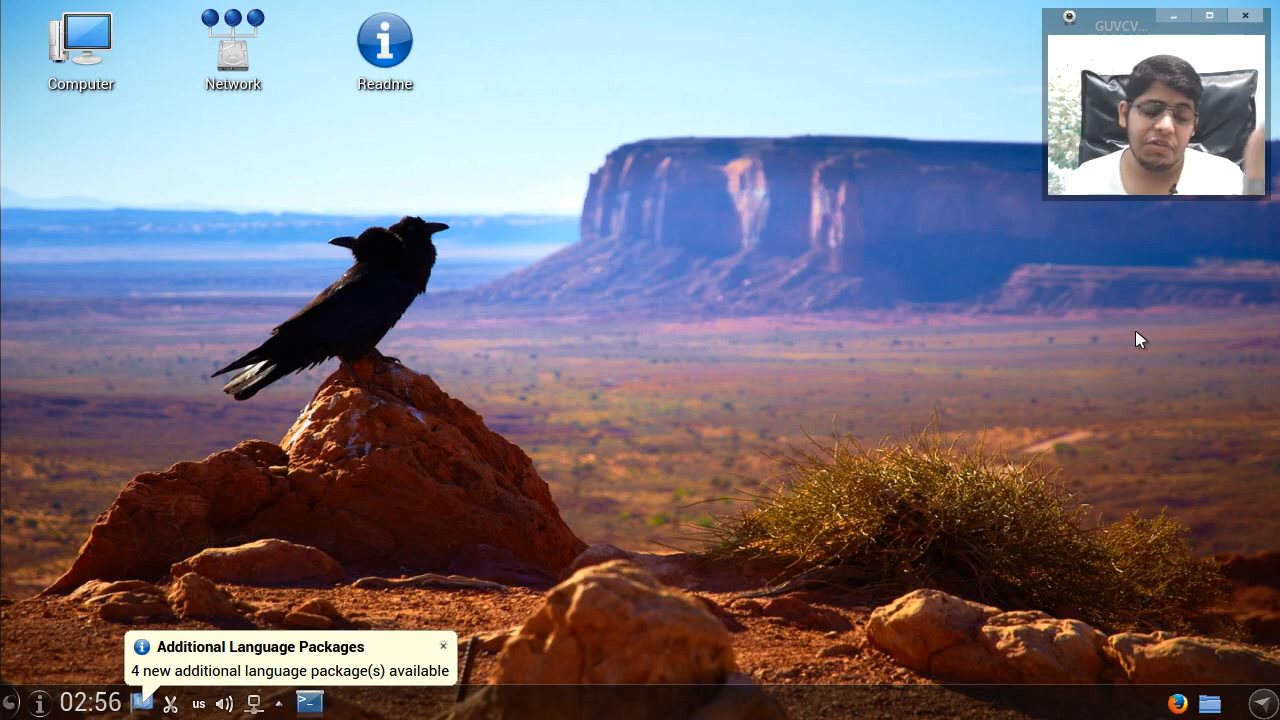 Computer
Network
Readme
GUVCV...
Additional Language Packages
4 new additional language package(s) available
02:56
us